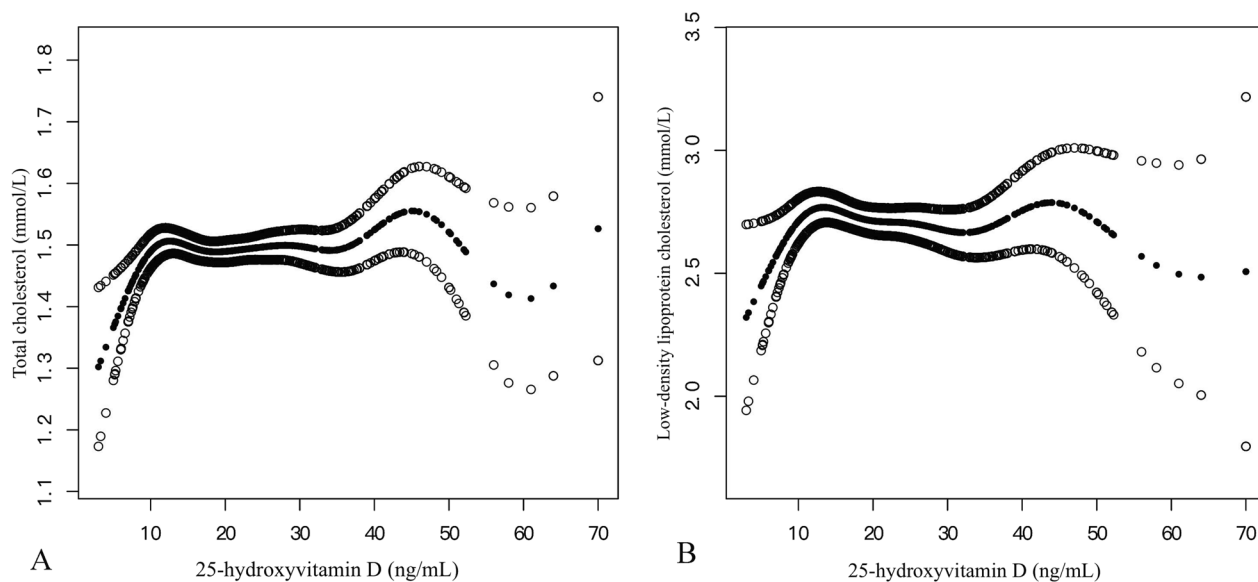 1.8
1.7
1.6
1.5
1.4
1.3
1.2
1.1
Total cholesterol (mmol/L)
10 20 30 40 50 60 70
A
25-hydroxyvitamin D (ng/mL)
3.5
3.0
2.5
2.0
Low-density lipoprotein cholesterol (mmol/L)
10 20 30 40 50 60 70
B
25-hydroxyvitamin D (ng/mL)